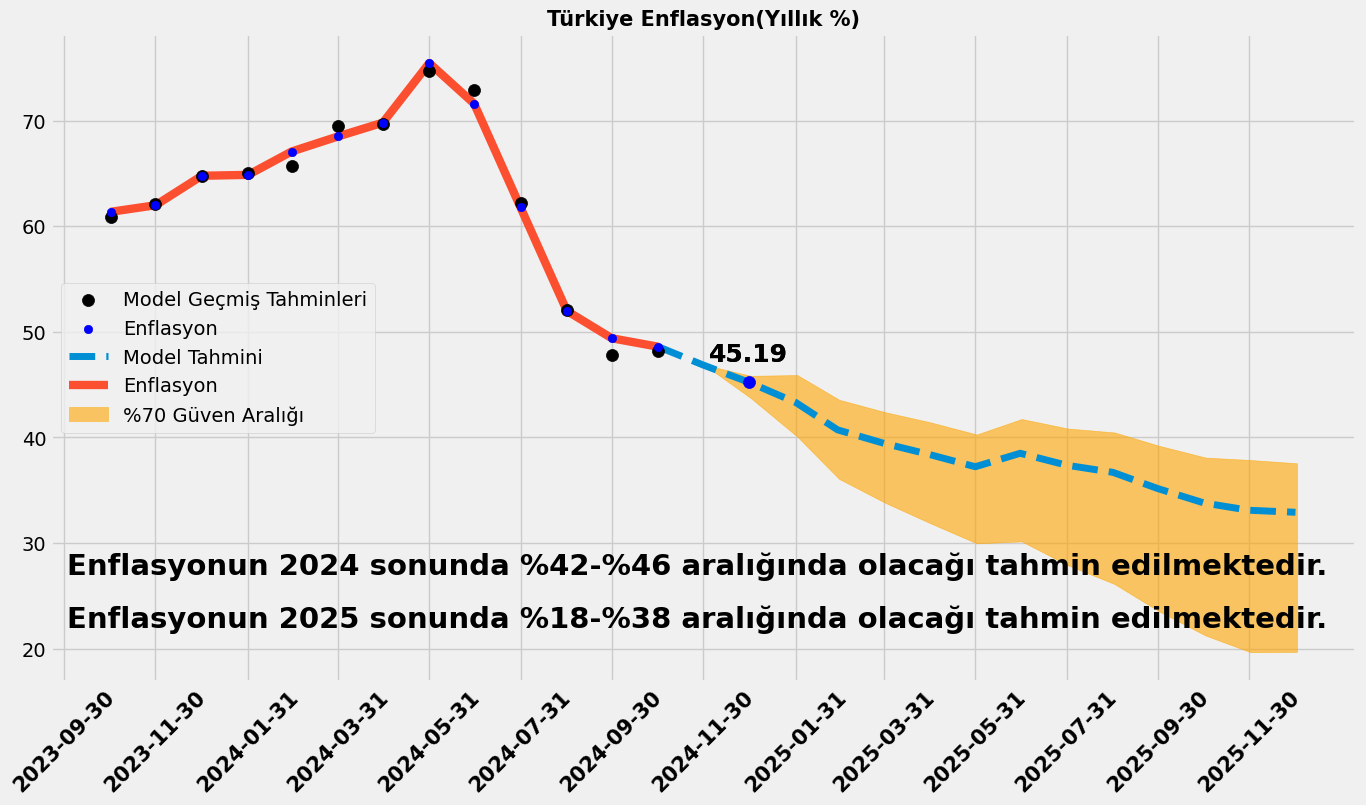 Türkiye Enflasyon(Yıllık %)
70
60
50
40
30
20
Model Geçmiş Tahminleri
Enflasyon
Model Tahmini
Enflasyon
%70 Güven Aralığı
45.19
Enflasyonun 2024 sonunda %42-%46 aralığında olacağı tahmin edilmektedir.
Enflasyonun 2025 sonunda %18-%38 aralığında olacağı tahmin edilmektedir.
2023-09-30
2023-11-30
2024-01-31
2024-03-31
2024-05-31
2024-07-31
2024-09-30
2024-11-30
2025-01-31
2025-03-31
2025-05-31
2025-07-31
2025-09-30
2025-11-30